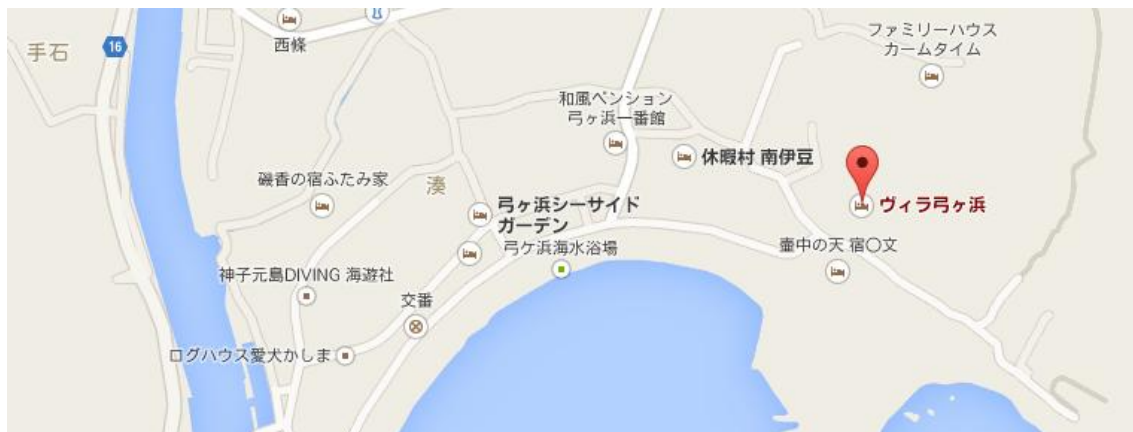 ファミリーハウス
カームタイム
手石
16
西條
和風ペンション
弓ヶ浜一番館
休暇村 南伊豆
磯香の宿ふたみ家
湊
弓ヶ浜シーサイド
ガーデン
ヴィラ弓ヶ浜
弓ケ浜海水浴場
壷中の天 宿〇文
神子元島DIVING 海遊社
交番
ログハウス愛犬かしま